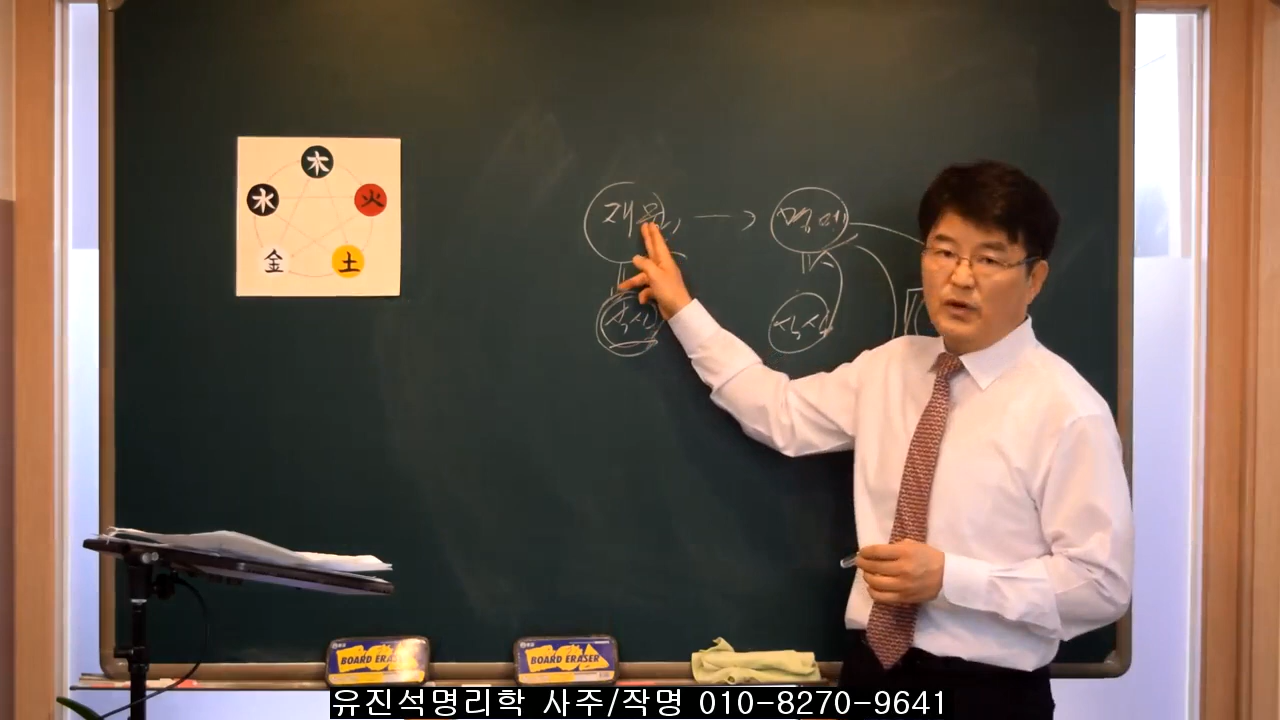 木
水 火
金 土
재물, → 명예
식신 식신
BOARD ERASER BOARD ERASER
유진석명리학 사주/작명 010-8270-9641